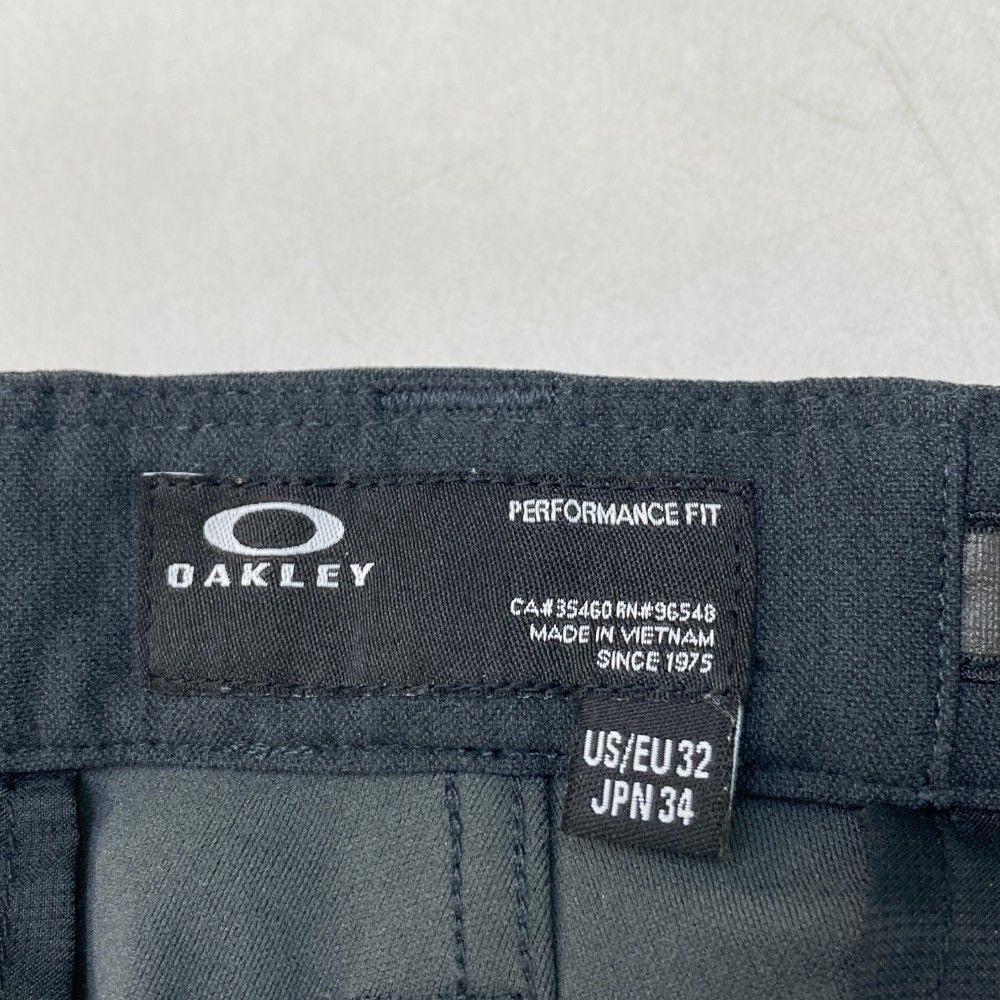 OAKLEY
PERFORMANCE FIT
CA#35460 RN#96548
MADE IN VIETNAM
SINCE 1975
US/EU 32
JPN 34